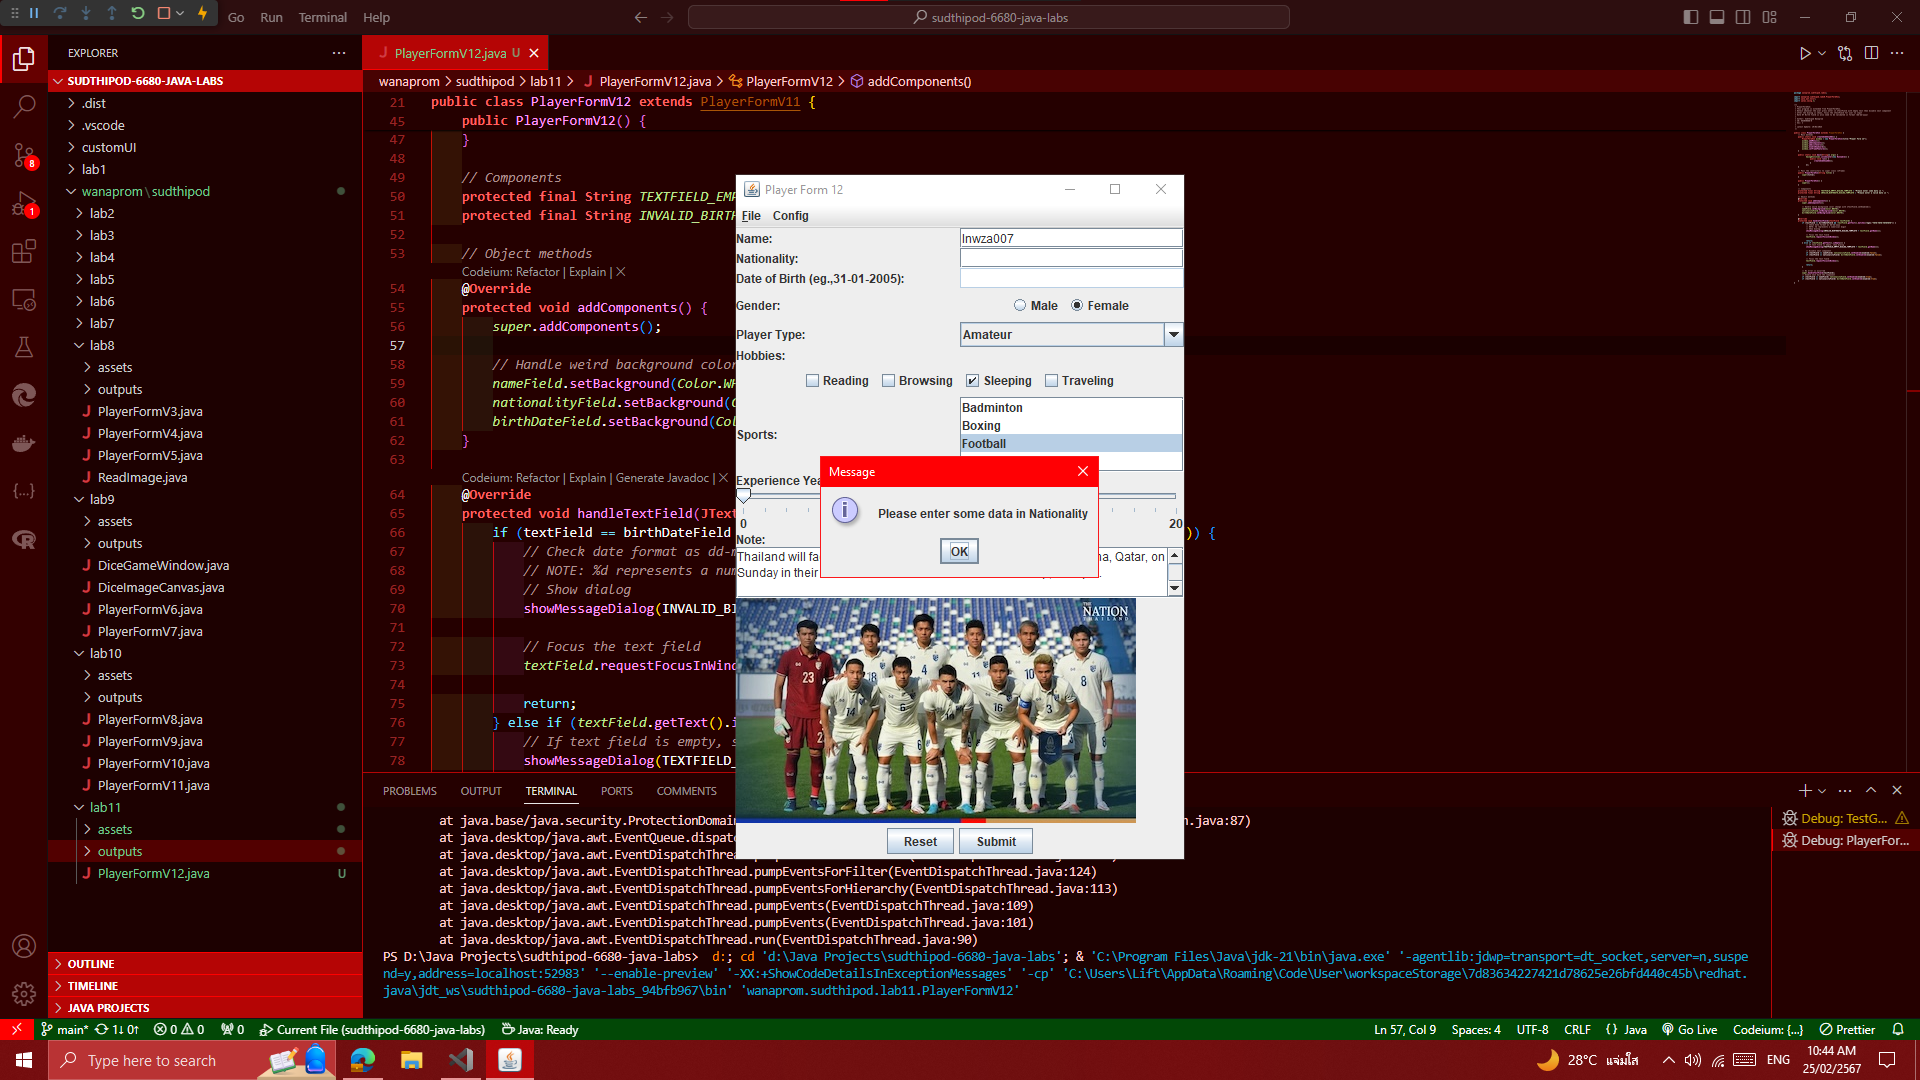 Go Run Terminal Help
sudthipod-6680-java-labs
EXPLORER
SUDTHIPOD-6680-JAVA-LABS
.dist
.vscode
customUI
lab1
wanaprom \ sudthipod
lab2
lab3
lab4
lab5
lab6
lab7
lab8
assets
outputs
PlayerFormV3.java
PlayerFormV4.java
PlayerFormV5.java
ReadImage.java
lab9
assets
outputs
DiceGameWindow.java
DiceImageCanvas.java
PlayerFormV6.java
PlayerFormV7.java
lab10
assets
outputs
PlayerFormV8.java
PlayerFormV9.java
PlayerFormV10.java
PlayerFormV11.java
lab11
assets
outputs
PlayerFormV12.java U
OUTLINE
TIMELINE
JAVA PROJECTS
8
1
PlayerFormV12.java U
wanaprom > sudthipod > lab11 > PlayerFormV12.java > PlayerFormV12 > addComponents()
21 public class PlayerFormV12 extends PlayerFormV11 {
45 public PlayerFormV12() {
47 }
48
49 // Components
50 protected final String TEXTFIELD_EMP
51 protected final String INVALID_BIRTH
52
53 // Object methods
Codeium: Refactor | Explain | X
54 @Override
55 protected void addComponents() {
56 super.addComponents();
57
58 // Handle weird background color
59 nameField.setBackground(Color.WH
60 nationalityField.setBackground(C
61 birthDateField.setBackground(Col
62 }
63
Codeium: Refactor | Explain | Generate Javadoc | X
64 @Override
65 protected void handleTextField(JText
66 if (textField == birthDateField )) {
67 // Check date format as dd-m
68 // NOTE: %d represents a num
69 // Show dialog
70 showMessageDialog(INVALID_BI
71
72 // Focus the text field
73 textField.requestFocusInWind
74
75 return;
76 } else if (textField.getText().i
77 // If text field is empty, s
78 showMessageDialog(TEXTFIELD_
Player Form 12
File Config
Name: lnwza007
Nationality:
Date of Birth (eg.,31-01-2005):
Gender: Male Female
Player Type: Amateur
Hobbies:
Reading Browsing Sleeping Traveling
Sports:
Badminton
Boxing
Football
Experience Yea
0 20
Note:
Thailand will fa na, Qatar, on
Sunday in their
Message
Please enter some data in Nationality
OK
THE NATION THAILAND
23 18 10 8
14 6 16 3
Reset Submit
PROBLEMS OUTPUT TERMINAL PORTS COMMENTS
at java.base/java.security.ProtectionDomain n.java:87)
at java.desktop/java.awt.EventQueue.dispatc
at java.desktop/java.awt.EventDispatchThread
at java.desktop/java.awt.EventDispatchThread.pumpEventsForFilter(EventDispatchThread.java:124)
at java.desktop/java.awt.EventDispatchThread.pumpEventsForHierarchy(EventDispatchThread.java:113)
at java.desktop/java.awt.EventDispatchThread.pumpEvents(EventDispatchThread.java:109)
at java.desktop/java.awt.EventDispatchThread.pumpEvents(EventDispatchThread.java:101)
at java.desktop/java.awt.EventDispatchThread.run(EventDispatchThread.java:90)
PS D:\Java Projects\sudthipod-6680-java-labs> d:; cd 'd:\Java Projects\sudthipod-6680-java-labs'; & 'C:\Program Files\Java\jdk-21\bin\java.exe' '-agentlib:jdwp=transport=dt_socket,server=n,suspe
nd=y,address=localhost:52983' '--enable-preview' '-XX:+ShowCodeDetailsInExceptionMessages' '-cp' 'C:\Users\Lift\AppData\Roaming\Code\User\workspaceStorage\7d83634227421d78625e26bfd440c45b\redhat.
java\jdt_ws\sudthipod-6680-java-labs_94bfb967\bin' 'wanaprom.sudthipod.lab11.PlayerFormV12'
Debug: TestG...
Debug: PlayerFor...
main* 1↓ 0↑ 0 0 0 Current File (sudthipod-6680-java-labs) Java: Ready
Ln 57, Col 9 Spaces: 4 UTF-8 CRLF {} Java Go Live Codeium: {...} Prettier
Type here to search
28°C แจ่มใส ENG
10:44 AM
25/02/2567